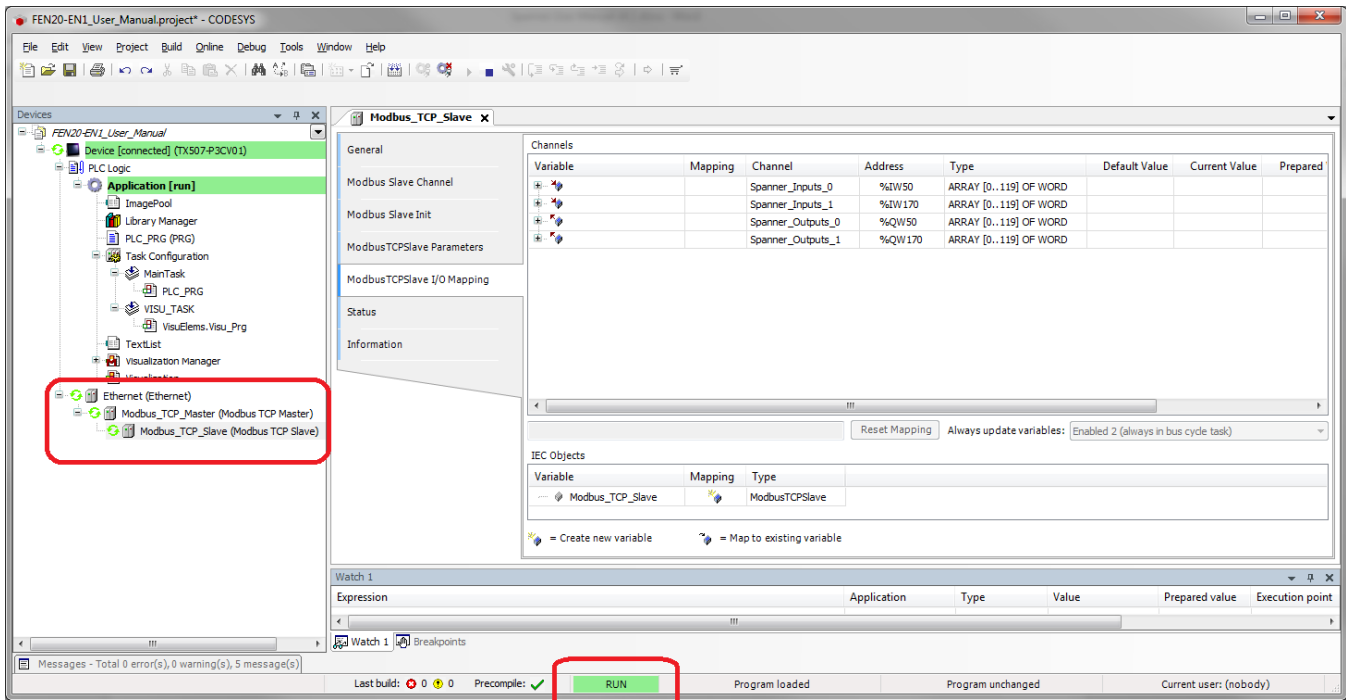 FEN20-EN1_User_Manual.project* - CODESYS
File Edit View Project Build Online Debug Tools Window Help
Devices
FEN20-EN1_User_Manual
Device [connected] (TX507-P3CV01)
PLC Logic
Application [run]
ImagePool
Library Manager
PLC_PRG (PRG)
Task Configuration
MainTask
PLC_PRG
VISU_TASK
VisuElems.Visu_Prg
TextList
Visualization Manager
Visualization
Ethernet (Ethernet)
Modbus_TCP_Master (Modbus TCP Master)
Modbus_TCP_Slave (Modbus TCP Slave)
Modbus_TCP_Slave
General
Modbus Slave Channel
Modbus Slave Init
ModbusTCPSlave Parameters
ModbusTCPSlave I/O Mapping
Status
Information
Channels
Variable Mapping Channel Address Type Default Value Current Value Prepared
Spanner_Inputs_0 %IW50 ARRAY [0..119] OF WORD
Spanner_Inputs_1 %IW170 ARRAY [0..119] OF WORD
Spanner_Outputs_0 %QW50 ARRAY [0..119] OF WORD
Spanner_Outputs_1 %QW170 ARRAY [0..119] OF WORD
Reset Mapping Always update variables: Enabled 2 (always in bus cycle task)
IEC Objects
Variable Mapping Type
Modbus_TCP_Slave ModbusTCPSlave
= Create new variable = Map to existing variable
Watch 1
Expression Application Type Value Prepared value Execution point
Watch 1 Breakpoints
Messages - Total 0 error(s), 0 warning(s), 5 message(s)
Last build: 0 0 Precompile: RUN Program loaded Program unchanged Current user: (nobody)